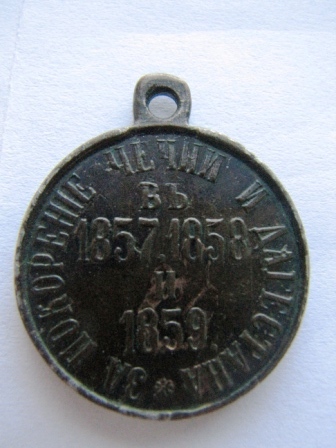 ЗА ПОКОРЕНІЕ ЧЕЧНИ И ДАГЕСТАНА
ВЪ
1857.1858
И
1859.